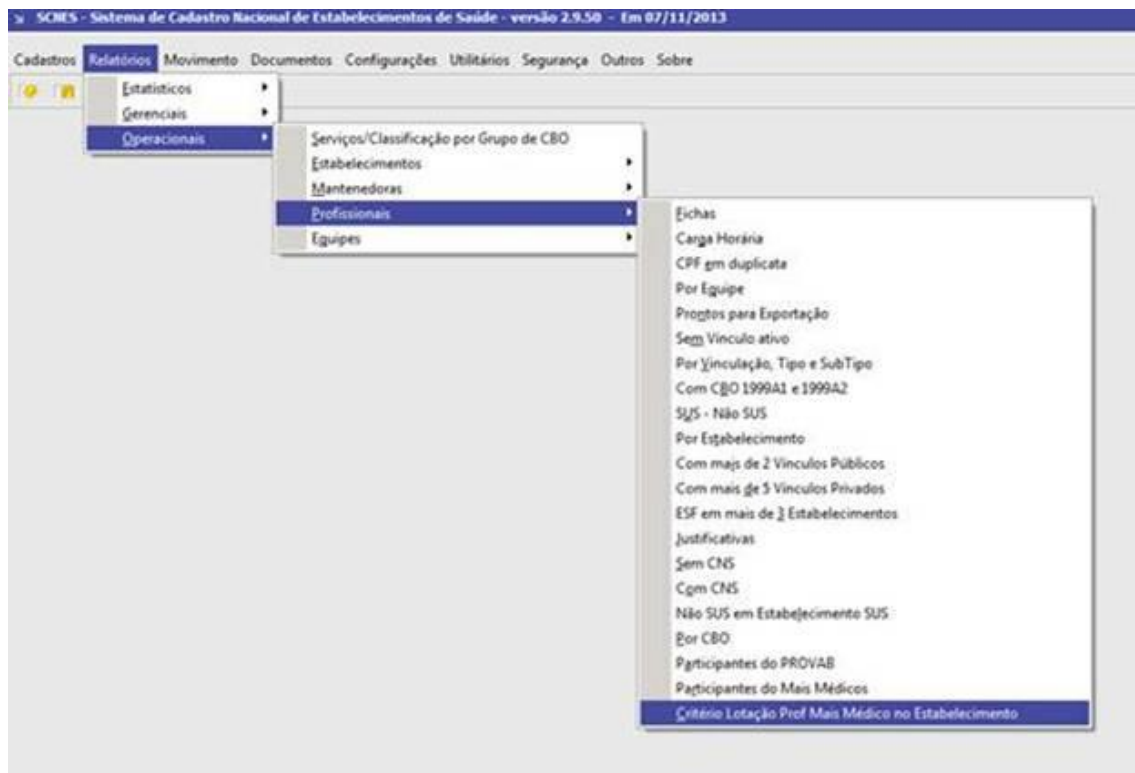 SCNES - Sistema de Cadastro Nacional de Estabelecimentos de Saúde - versão 2.9.50 - Em 07/11/2013
Cadastros Relatórios Movimento Documentos Configurações Utilitários Segurança Outros Sobre
Estatísticos
Gerenciais
Operacionais
Serviços/Classificação por Grupo de CBO
Estabelecimentos
Mantenedoras
Profissionais
Equipes
Fichas
Carga Horária
CPF em duplicata
Por Equipe
Prontos para Exportação
Sem Vinculo ativo
Por Vinculação, Tipo e SubTipo
Com CBO 1999A1 e 1999A2
SUS - Não SUS
Por Estabelecimento
Com mais de 2 Vinculos Públicos
Com mais de 5 Vinculos Privados
ESF em mais de 3 Estabelecimentos
Justificativas
Sem CNS
Com CNS
Não SUS em Estabelecimento SUS
Por CBO
Participantes do PROVAB
Participantes do Mais Médicos
Critério Lotação Prof Mais Médico no Estabelecimento